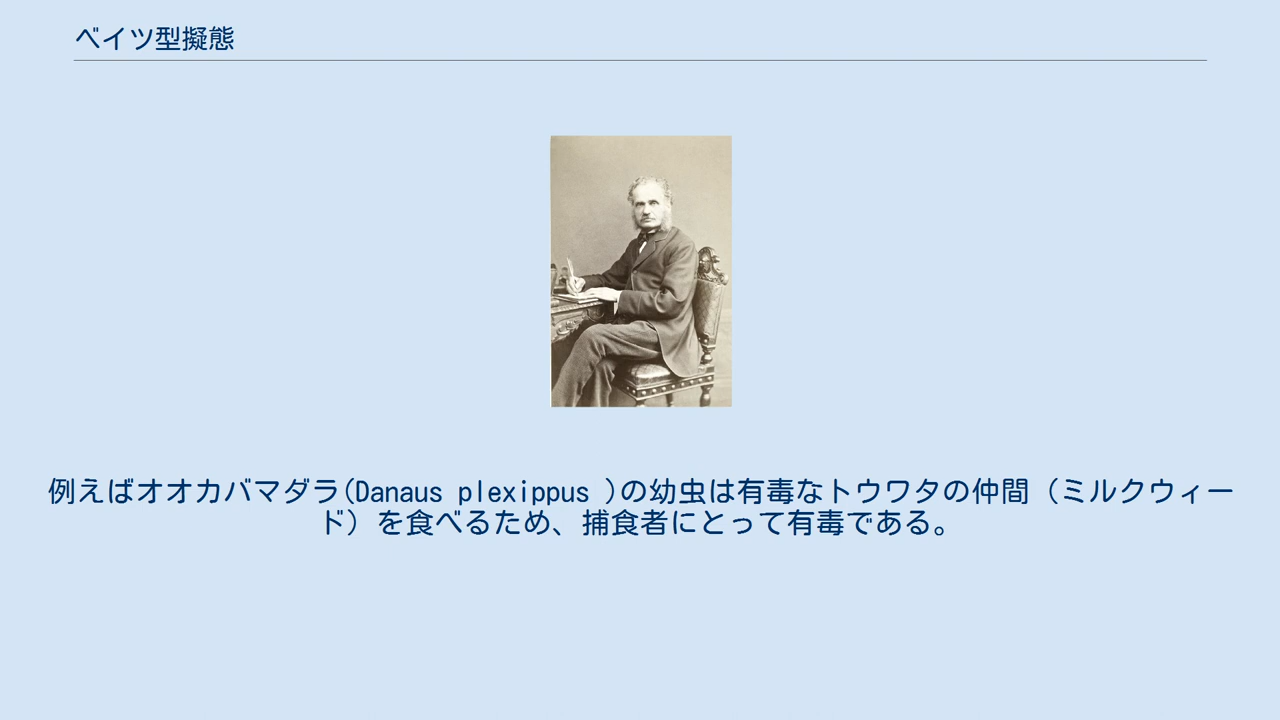 ベイツ型擬態
例えばオオカバマダラ(Danaus plexippus )の幼虫は有毒なトウワタの仲間（ミルクウィー
ド）を食べるため、捕食者にとって有毒である。